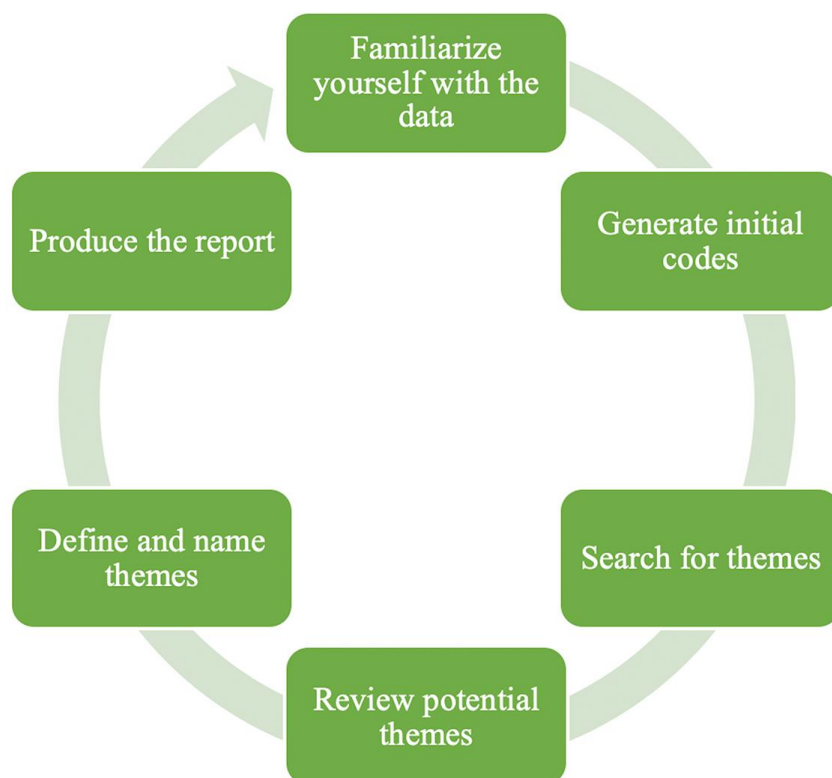 Familiarize
yourself with the
data
Generate initial
codes
Search for themes
Review potential
themes
Define and name
themes
Produce the report